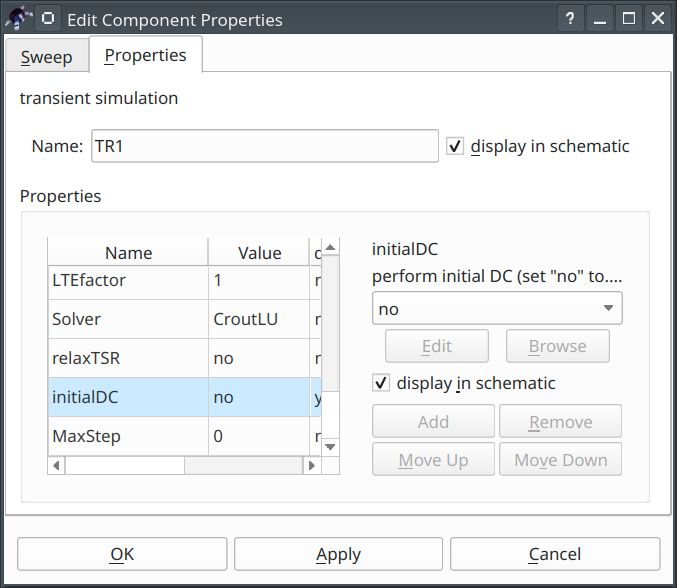 Edit Component Properties
?
Sweep
Properties
transient simulation
Name:
TR1
display in schematic
Properties
Name
Value
LTEfactor
1
Solver
CroutLU
relaxTSR
no
initialDC
no
y
MaxStep
0
initialDC
perform initial DC (set "no" to....
no
Edit
Browse
display in schematic
Add
Remove
Move Up
Move Down
OK
Apply
Cancel